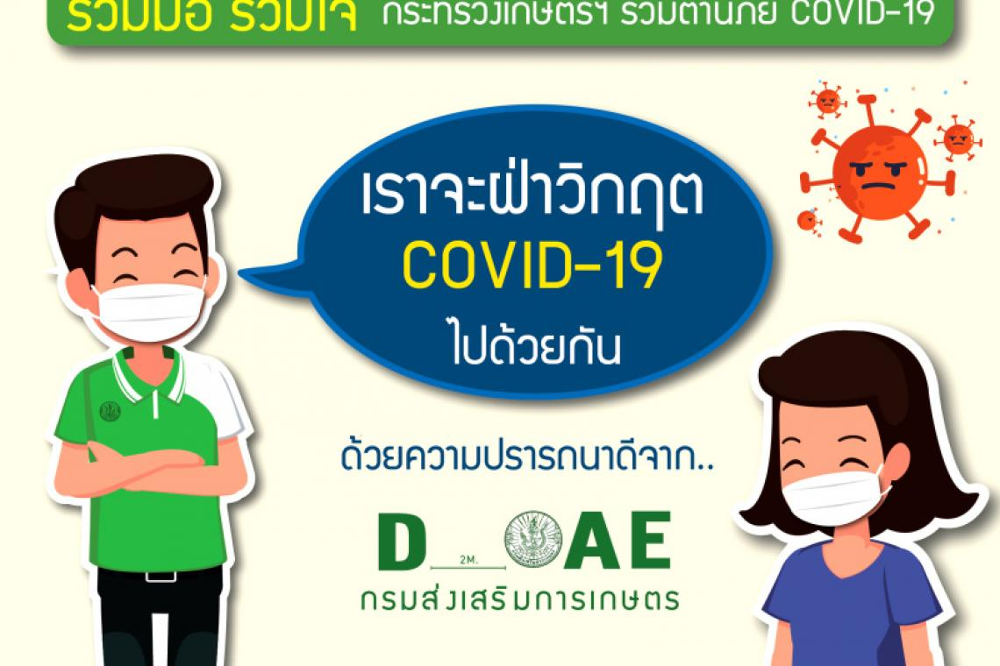 ร่วมมือ ร่วมใจ กระทรวงเกษตรฯ ร่วมต้านภัย COVID-19
เราจะฝ่าวิกฤต
COVID-19
ไปด้วยกัน
ด้วยความปรารถนาดีจาก..
D 2M. AE
กรมส่งเสริมการเกษตร